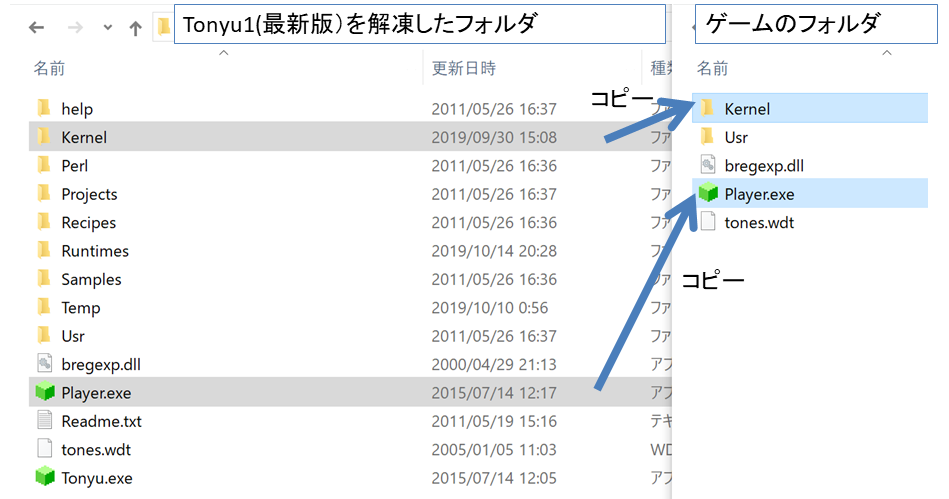 Tonyu1(最新版）を解凍したフォルダ
ゲームのフォルダ
名前 更新日時 種類
名前
help 2011/05/26 16:37 ファ
Kernel 2019/09/30 15:08 ファ
Perl 2011/05/26 16:36 ファ
Projects 2011/05/26 16:37 ファ
Recipes 2011/05/26 16:36 ファ
Runtimes 2019/10/14 20:28 ファ
Samples 2011/05/26 16:36 ファ
Temp 2019/10/10 0:56 ファ
Usr 2011/05/26 16:37 ファ
bregexp.dll 2000/04/29 21:13 アプ
Player.exe 2015/07/14 12:17 アプ
Readme.txt 2011/05/19 15:16 テキ
tones.wdt 2005/01/05 11:03 WD
Tonyu.exe 2015/07/14 12:05 アプ
コピー
Kernel
Usr
bregexp.dll
Player.exe
tones.wdt
コピー